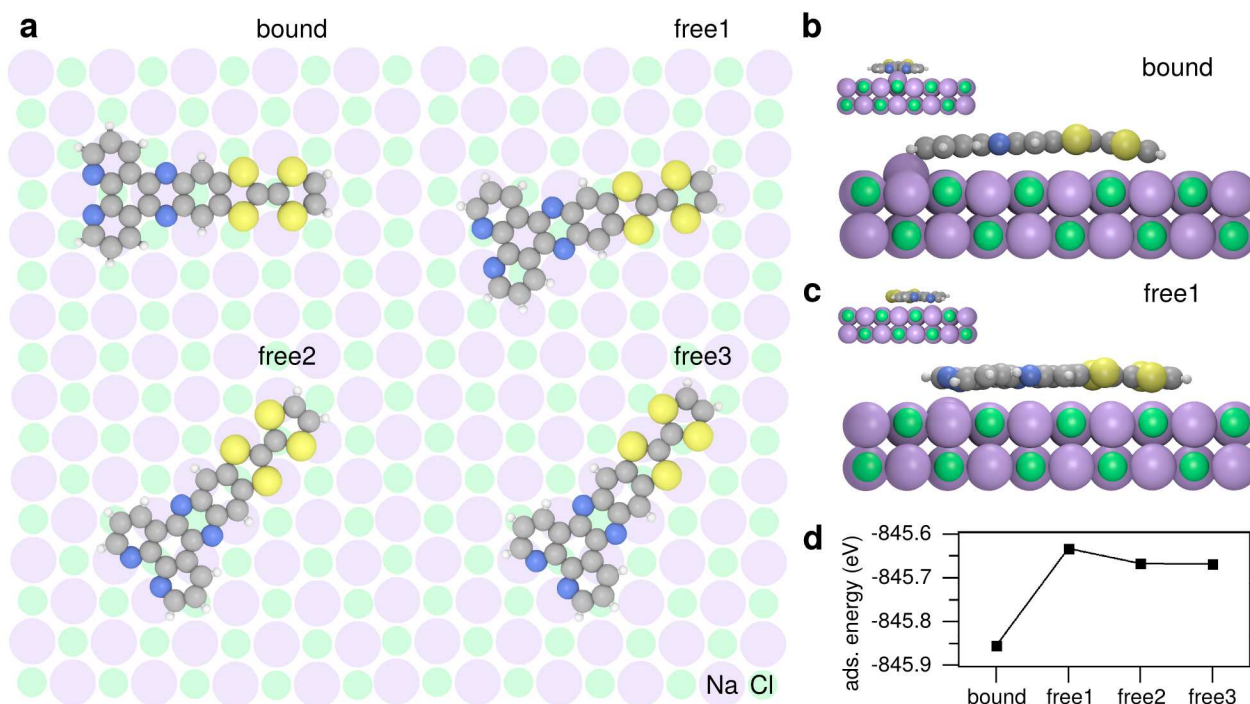 a
bound
free1
free2
free3
Na
Cl
b
bound
c
free1
d
ads. energy (eV)
-845.6
-845.7
-845.8
-845.9
bound
free1
free2
free3